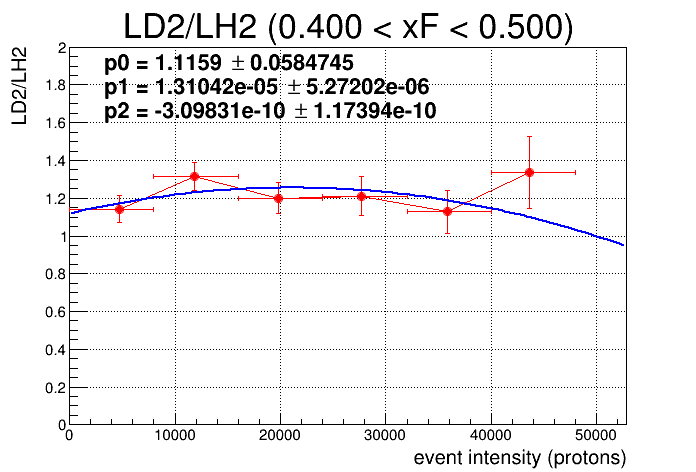 LD2/LH2 (0.400 < xF < 0.500)
LD2/LH2
p0 = 1.1159 ± 0.0584745
p1 = 1.31042e-05 ± 5.27202e-06
p2 = -3.09831e-10 ± 1.17394e-10
2
1.8
1.6
1.4
1.2
1
0.8
0.6
0.4
0.2
0
0 10000 20000 30000 40000 50000
event intensity (protons)